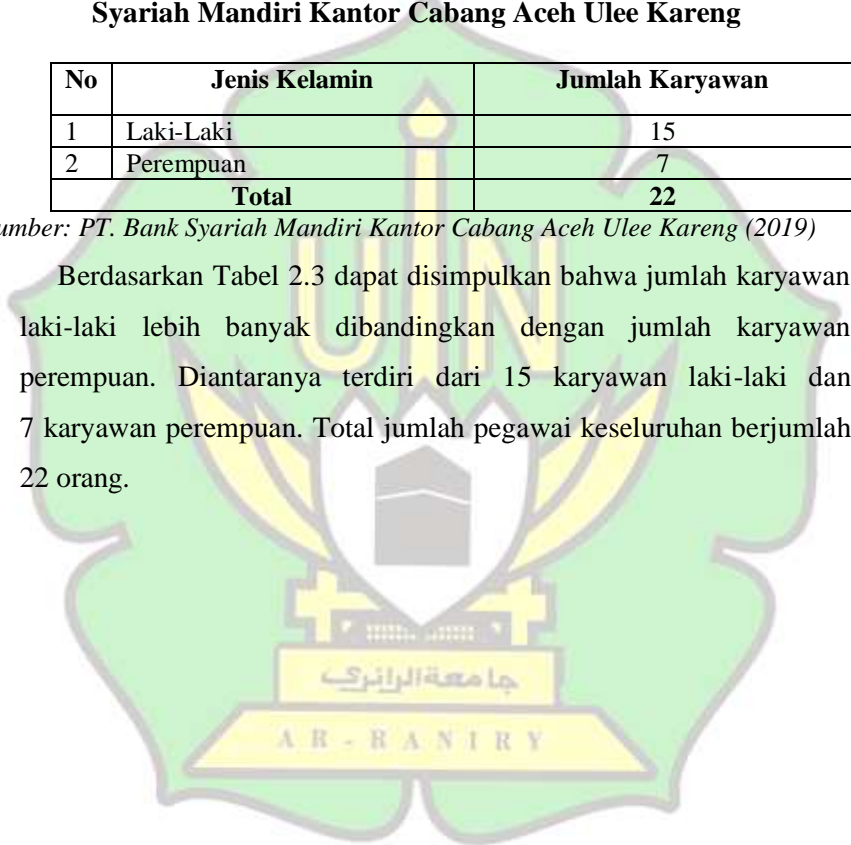 Syariah Mandiri Kantor Cabang Aceh Ulee Kareng
No Jenis Kelamin Jumlah Karyawan
1 Laki-Laki 15
2 Perempuan 7
Total 22
umber: PT. Bank Syariah Mandiri Kantor Cabang Aceh Ulee Kareng (2019)
Berdasarkan Tabel 2.3 dapat disimpulkan bahwa jumlah karyawan
laki-laki lebih banyak dibandingkan dengan jumlah karyawan
perempuan. Diantaranya terdiri dari 15 karyawan laki-laki dan
7 karyawan perempuan. Total jumlah pegawai keseluruhan berjumlah
22 orang.
UIN
جامعة الرانري
AR-RANIRY